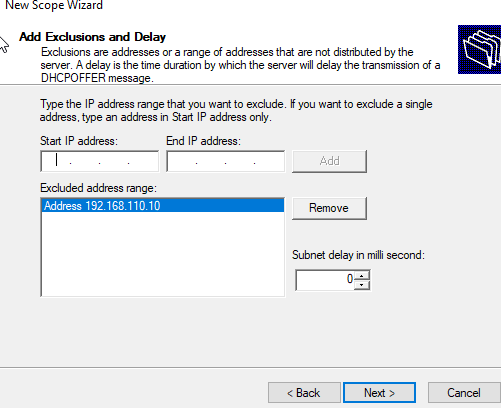 New Scope Wizard
Add Exclusions and Delay
Exclusions are addresses or a range of addresses that are not distributed by the
server. A delay is the time duration by which the server will delay the transmission of a
DHCPOFFER message.
Type the IP address range that you want to exclude. If you want to exclude a single
address, type an address in Start IP address only.
Start IP address: End IP address:
. . . . . . Add
Excluded address range:
Address 192.168.110.10 Remove
Subnet delay in milli second:
0
< Back Next > Cancel